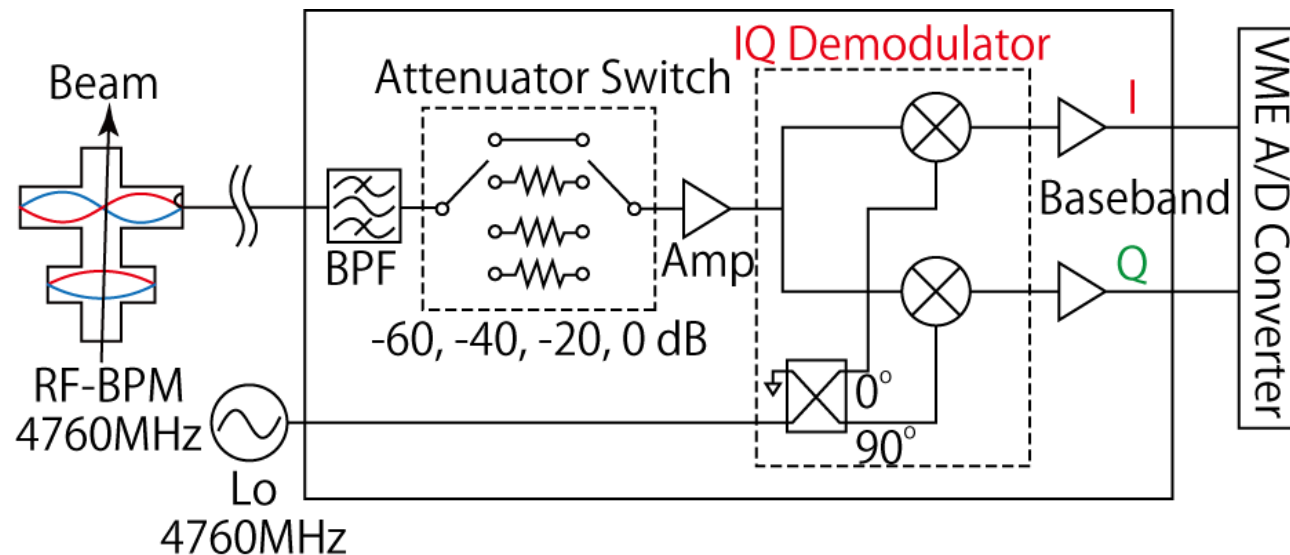 Beam
RF-BPM
4760MHz
Lo
4760MHz
BPF
Attenuator Switch
-60, -40, -20, 0 dB
Amp
IQ Demodulator
0°
90°
I
Baseband
Q
VME A/D Converter